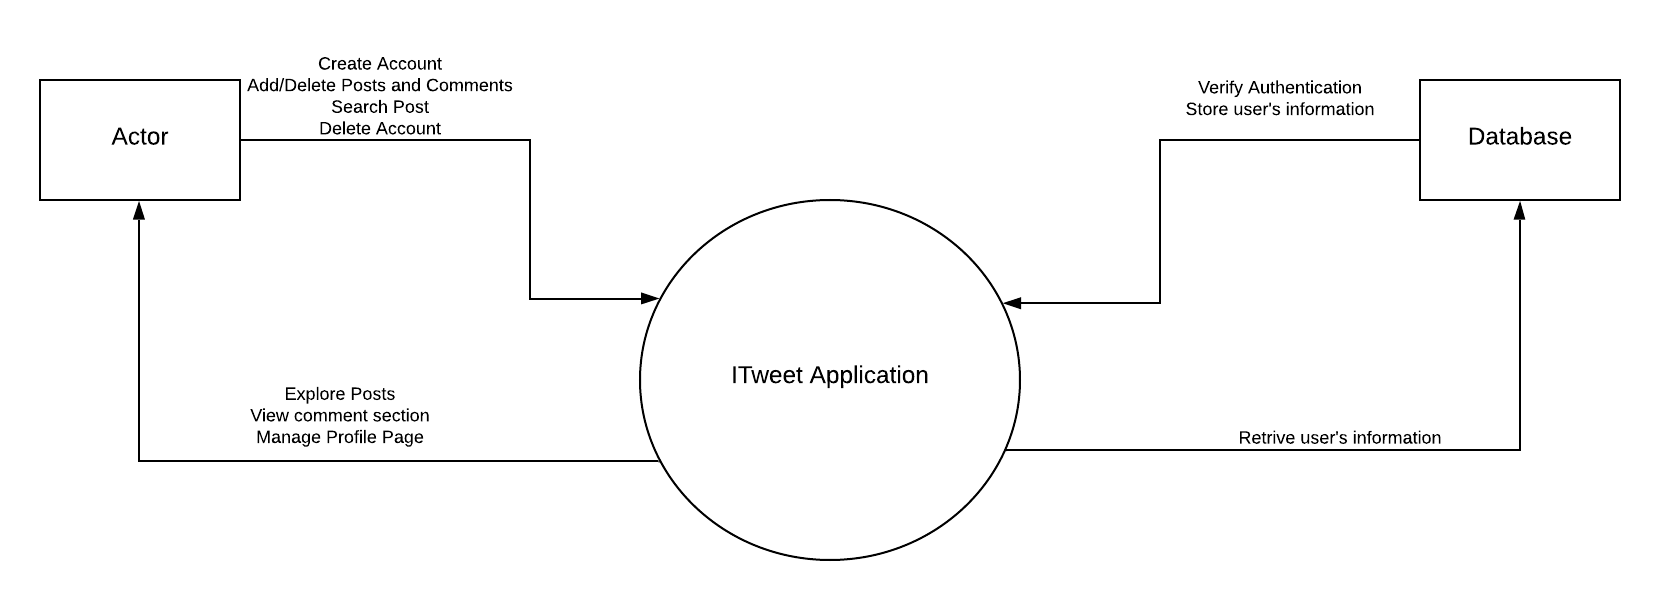 Create Account
Add/Delete Posts and Comments
Search Post
Delete Account
Actor
Verify Authentication
Store user's information
Database
ITweet Application
Explore Posts
View comment section
Manage Profile Page
Retrive user's information